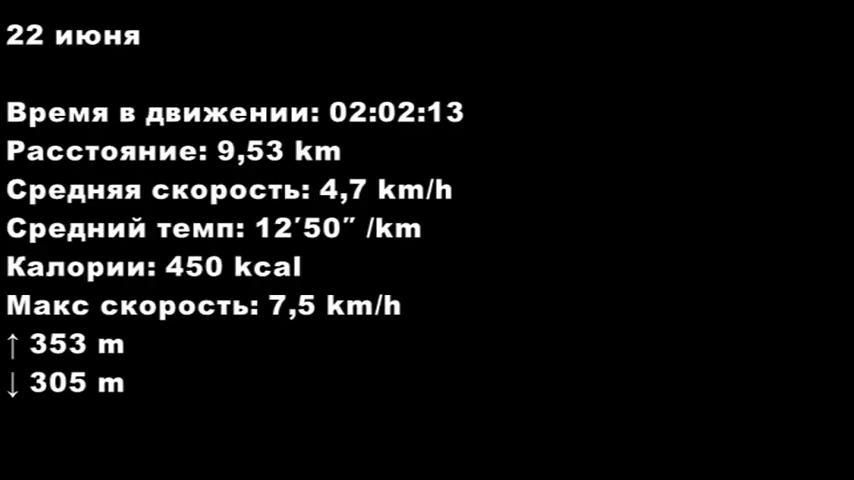 22 июня
Время в движении: 02:02:13
Расстояние: 9,53 km
Средняя скорость: 4,7 km/h
Средний темп: 12′50″ /km
Калории: 450 kcal
Макс скорость: 7,5 km/h
↑ 353 m
↓ 305 m